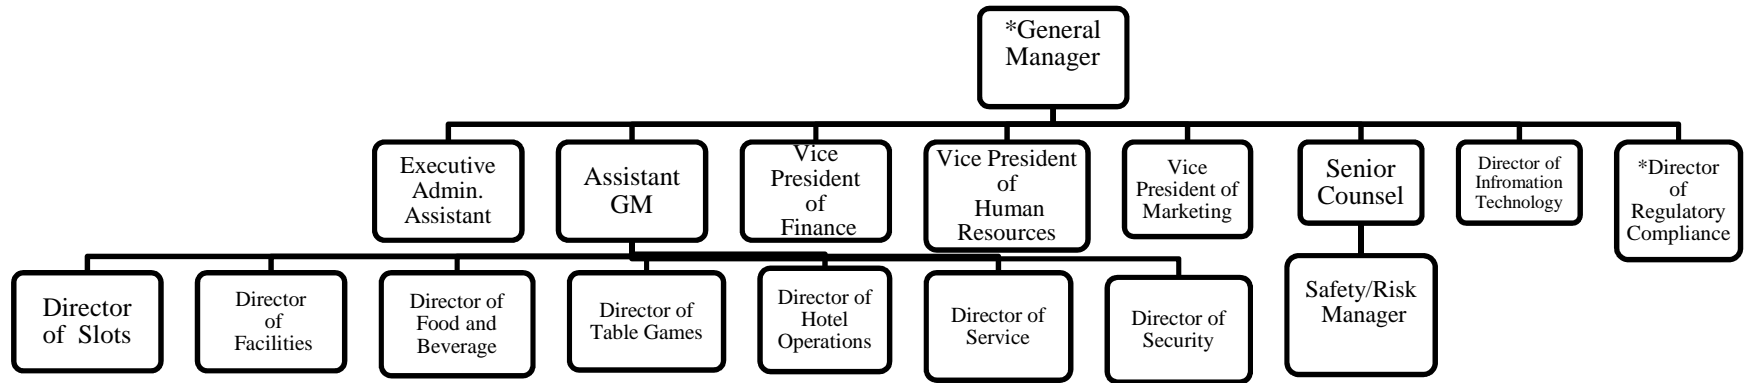 *General
Manager
Executive
Admin.
Assistant
Assistant
GM
Vice
President
of
Finance
Vice President
of
Human
Resources
Vice
President of
Marketing
Senior
Counsel
Director of
Infromation
Technology
*Director
of
Regulatory
Compliance
Director
of Slots
Director
of
Facilities
Director of
Food and
Beverage
Director of
Table Games
Director of
Hotel
Operations
Director of
Service
Director of
Security
Safety/Risk
Manager